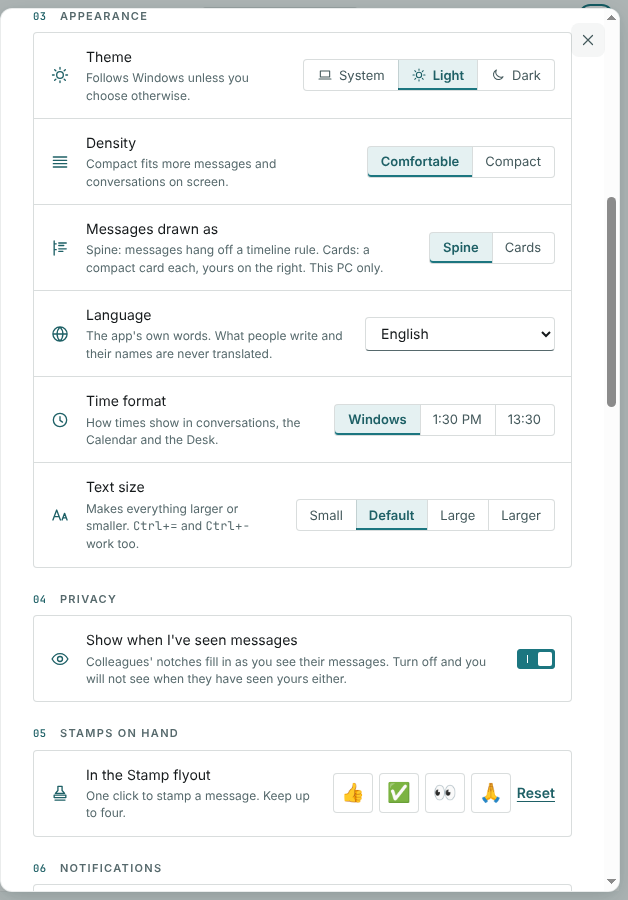 03 APPEARANCE
Theme
Follows Windows unless you
choose otherwise.
System
Light
Dark
Density
Compact fits more messages and
conversations on screen.
Comfortable
Compact
Messages drawn as
Spine: messages hang off a timeline rule. Cards: a
compact card each, yours on the right. This PC only.
Spine
Cards
Language
The app's own words. What people write and
their names are never translated.
English
Time format
How times show in conversations, the
Calendar and the Desk.
Windows
1:30 PM
13:30
Text size
Makes everything larger or
smaller. Ctrl+= and Ctrl+-
work too.
Small
Default
Large
Larger
04 PRIVACY
Show when I've seen messages
Colleagues' notches fill in as you see their messages. Turn off and you
will not see when they have seen yours either.
05 STAMPS ON HAND
In the Stamp flyout
One click to stamp a message. Keep up
to four.
Reset
06 NOTIFICATIONS